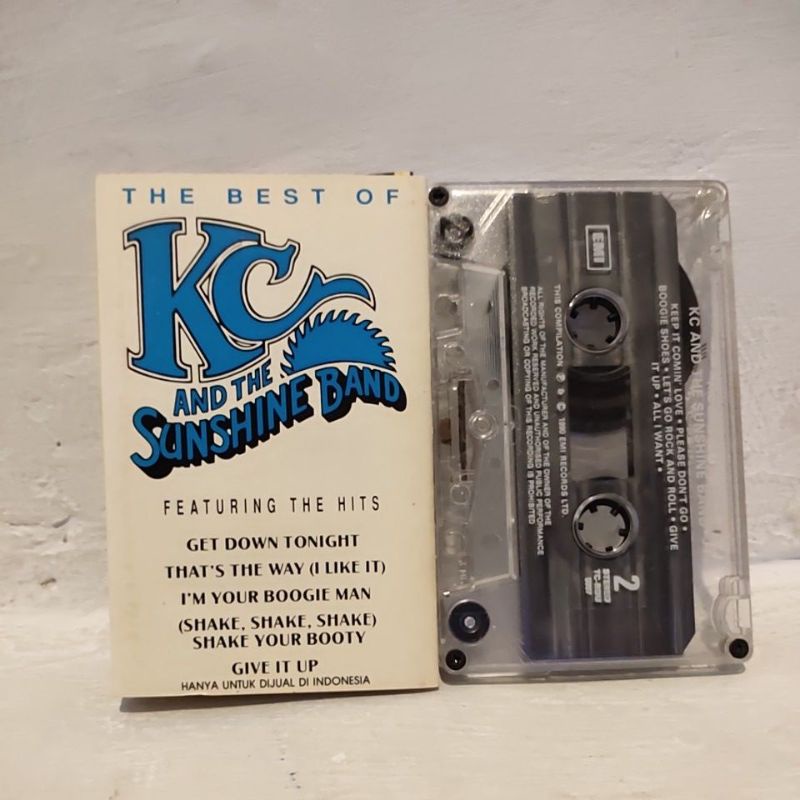 THE BEST OF
KC
AND THE
SUNSHINE BAND
FEATURING THE HITS
GET DOWN TONIGHT
THAT'S THE WAY (I LIKE IT)
I'M YOUR BOOGIE MAN
(SHAKE, SHAKE, SHAKE)
SHAKE YOUR BOOTY
GIVE IT UP
HANYA UNTUK DIJUAL DI INDONESIA
KC AND THE SUNSHINE BAND
KEEP IT COMIN' LOVE • PLEASE DON'T GO •
BOOGIE SHOES • LET'S GO ROCK AND ROLL • GIVE
IT UP • ALL I WANT •
EMI
2
STEREO
THIS COMPILATION ℗ & © 1990 EMI RECORDS LTD.
ALL RIGHTS OF THE MANUFACTURER AND OF THE OWNER OF THE
RECORDED WORK RESERVED AND UNAUTHORISED PUBLIC PERFORMANCE
BROADCASTING OR COPYING OF THIS RECORDING IS PROHIBITED